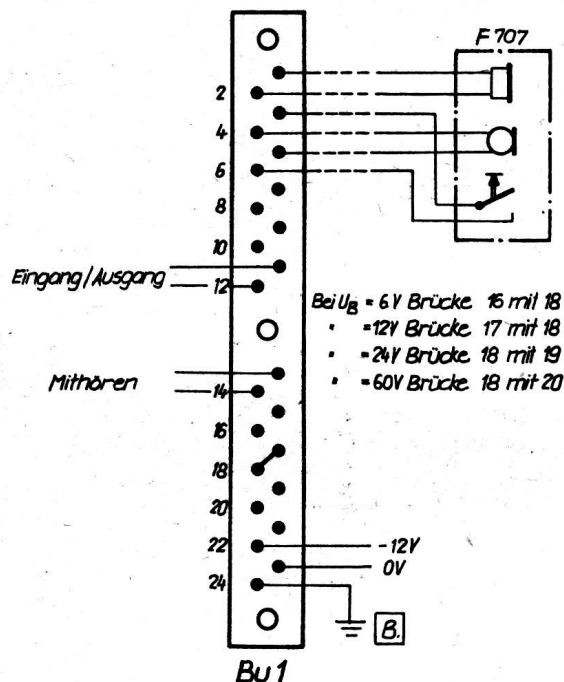 F 707
2
4
6
8
10
Eingang/Ausgang
12
Bei U_B = 6V Brücke 16 mit 18
" =12V Brücke 17 mit 18
" =24V Brücke 18 mit 19
" =60V Brücke 18 mit 20
Mithören
14
16
18
20
22
-12V
0V
24
B.
Bu 1